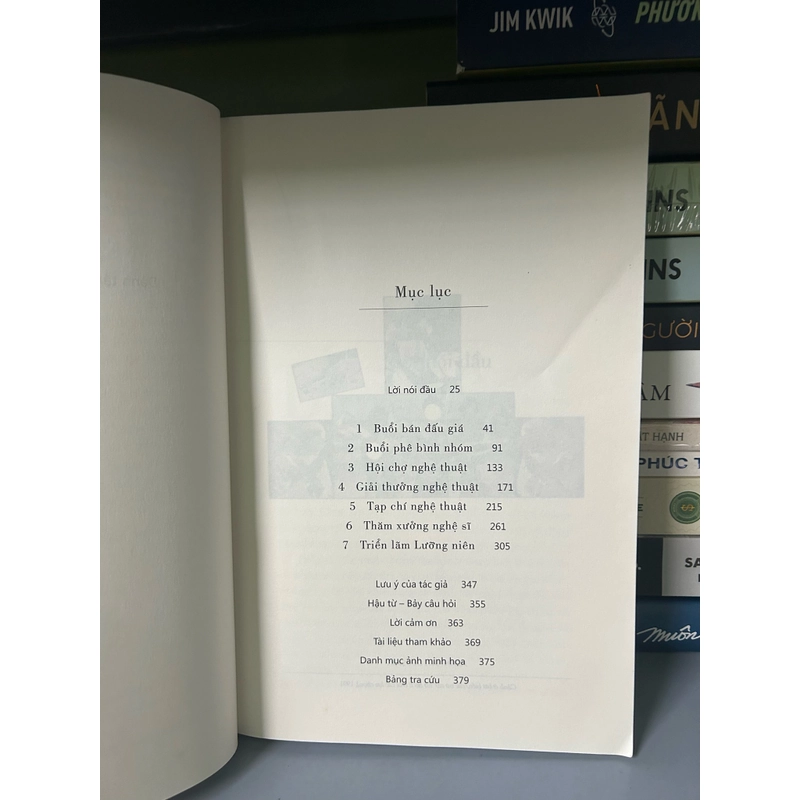 JIM KWIK
Mục lục
Lời nói đầu 25
1 Buổi bán đấu giá 41
2 Buổi phê bình nhóm 91
3 Hội chợ nghệ thuật 133
4 Giải thưởng nghệ thuật 171
5 Tạp chí nghệ thuật 215
6 Thăm xưởng nghệ sĩ 261
7 Triển lãm Lưỡng niên 305
Lưu ý của tác giả 347
Hậu từ – Bảy câu hỏi 355
Lời cảm ơn 363
Tài liệu tham khảo 369
Danh mục ảnh minh họa 375
Bảng tra cứu 379
HẠNH
PHÚC
muôn